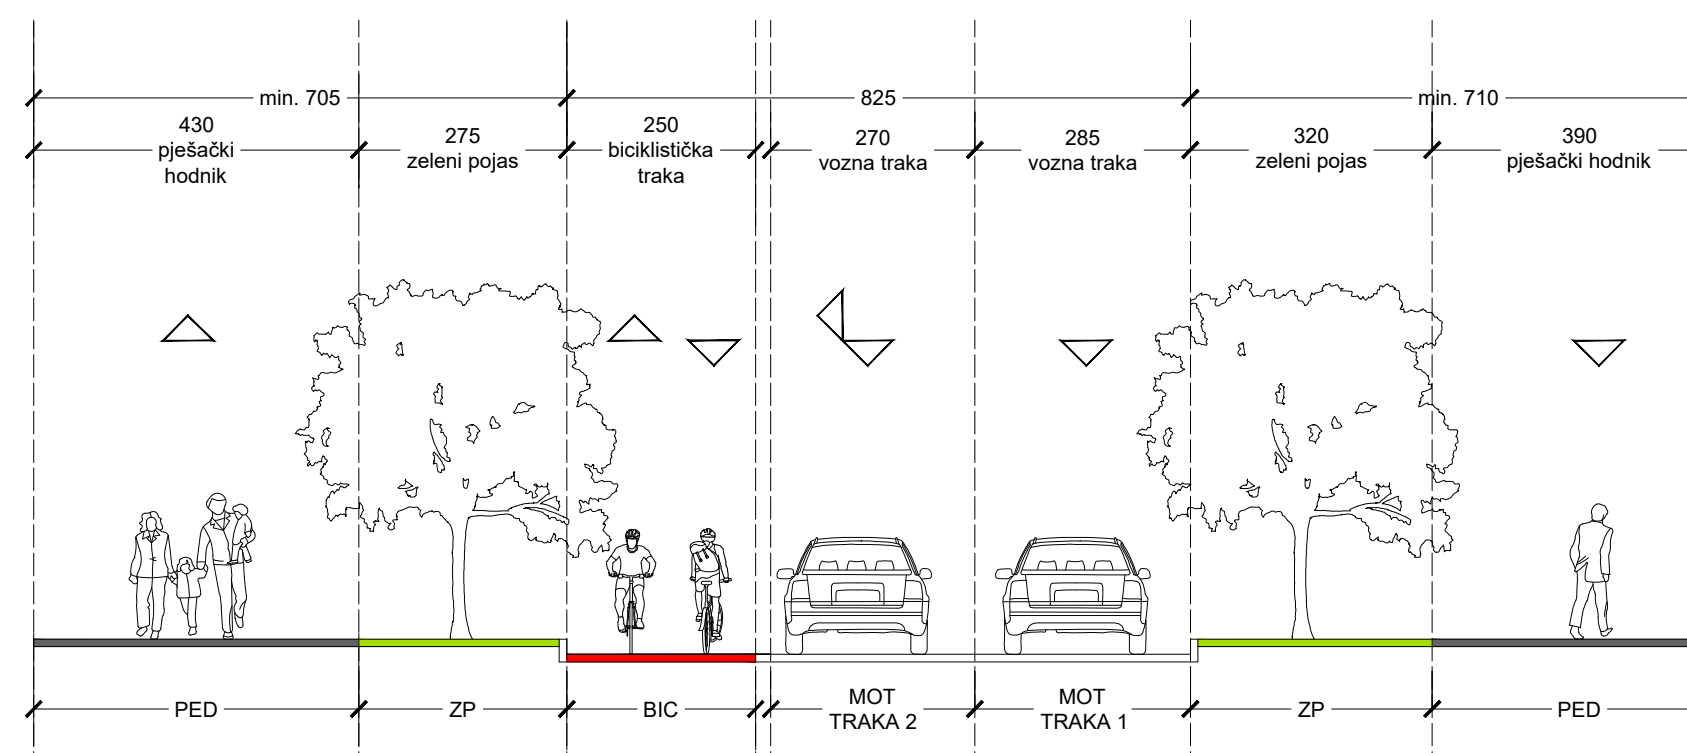 min. 705
825
min. 710
430
pješački
hodnik
275
zeleni pojas
250
biciklistička
traka
270
vozna traka
285
vozna traka
320
zeleni pojas
390
pješački hodnik
PED
ZP
BIC
MOT
TRAKA 2
MOT
TRAKA 1
ZP
PED